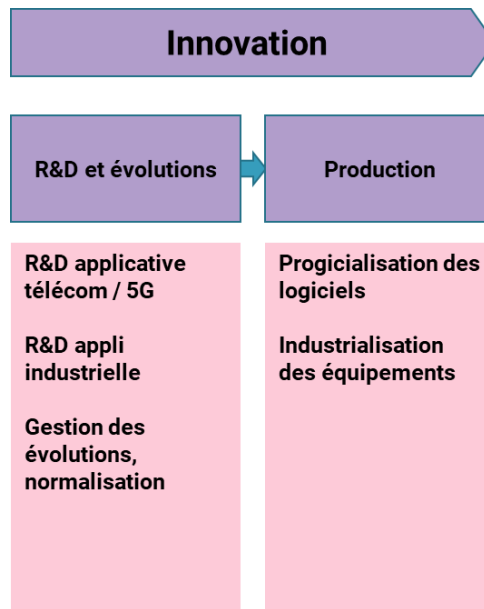 Innovation
R&D et évolutions
Production
R&D applicative
télécom / 5G
R&D appli
industrielle
Gestion des
évolutions,
normalisation
Progicialisation des
logiciels
Industrialisation
des équipements